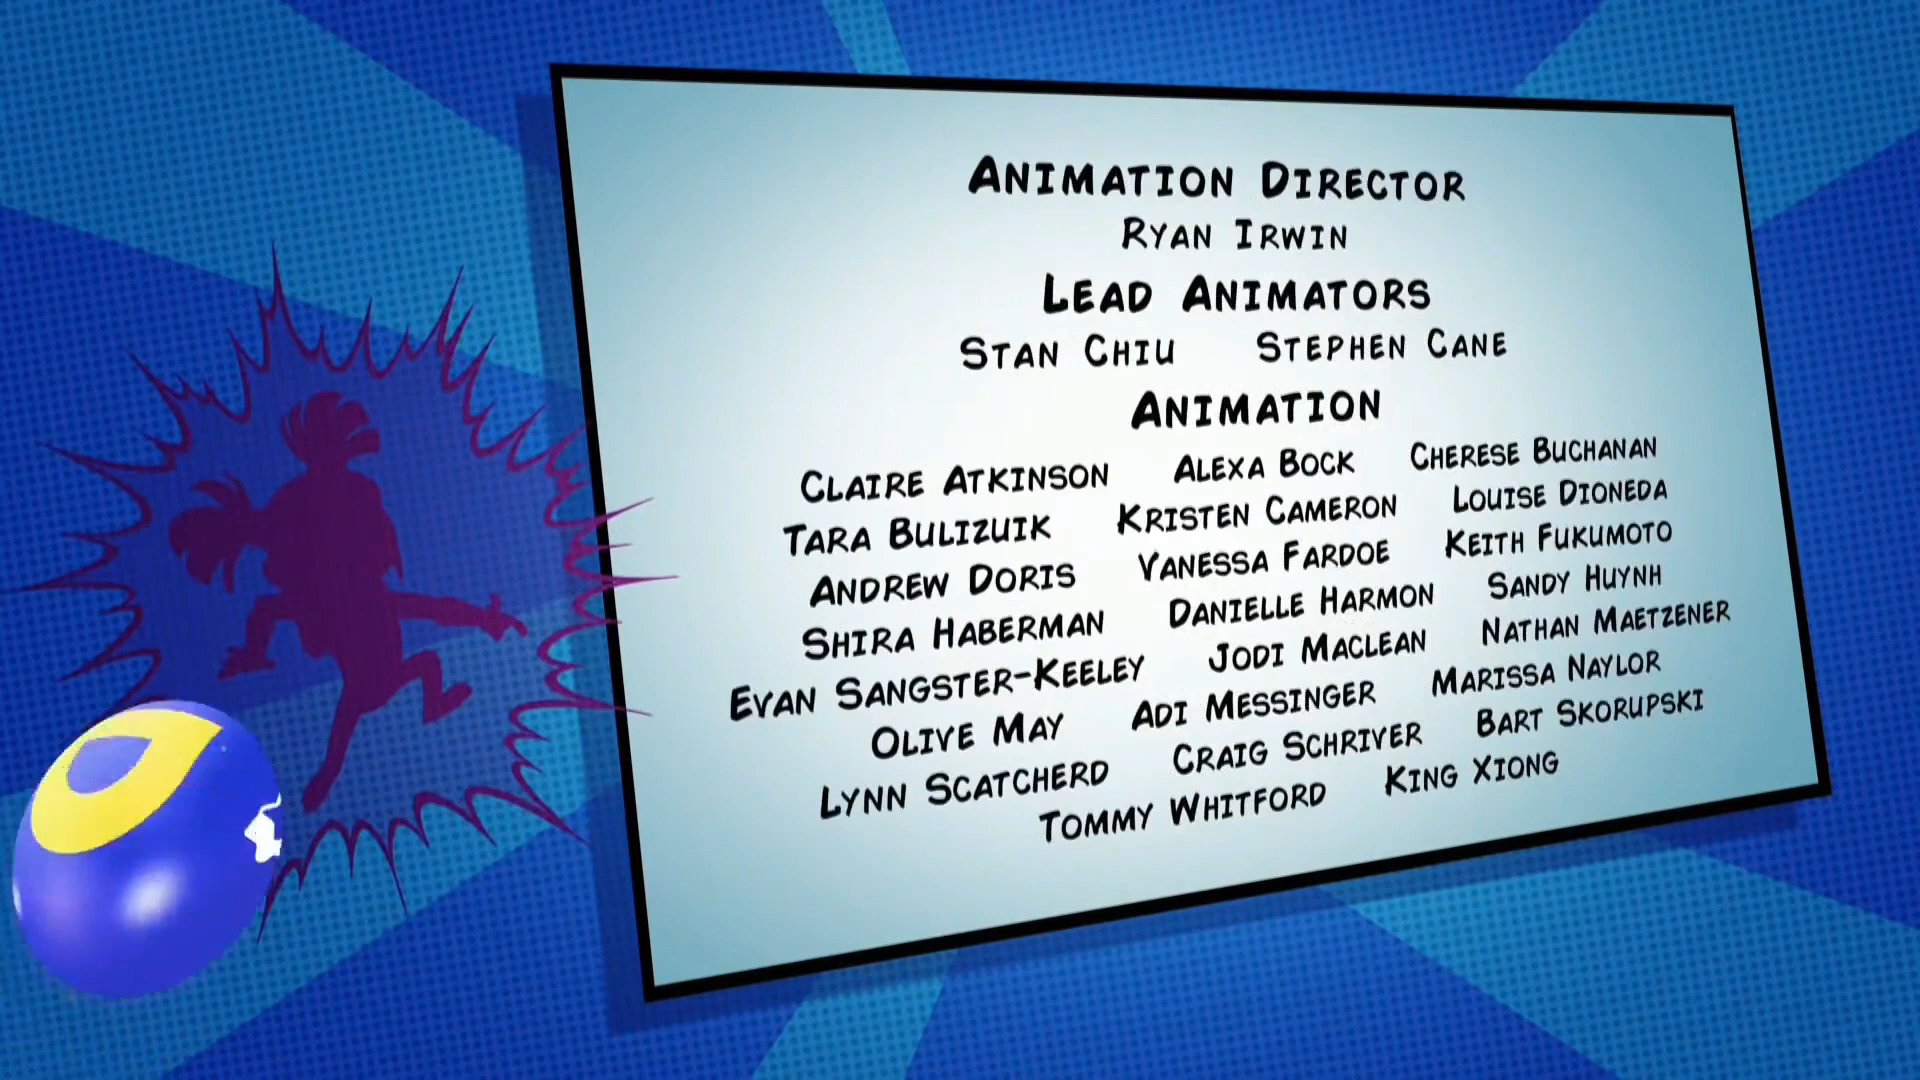 Animation Director
Ryan Irwin
Lead Animators
Stan Chiu Stephen Cane
Animation
Claire Atkinson Alexa Bock Cherese Buchanan
Tara Bulizuik Kristen Cameron Louise Dioneda
Andrew Doris Vanessa Fardoe Keith Fukumoto
Shira Haberman Danielle Harmon Sandy Huynh
Evan Sangster-Keeley Jodi Maclean Nathan Maetzener
Olive May Adi Messinger Marissa Naylor
Lynn Scatcherd Craig Schriver Bart Skorupski
Tommy Whitford King Xiong